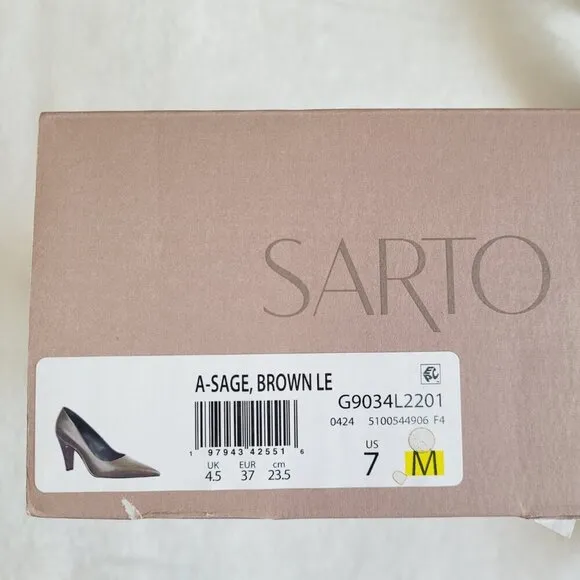 SARTO
A-SAGE, BROWN LE
G9034L2201
0424 5100544906 F4
1 97943 42551 6
UK EUR cm
4.5 37 23.5
US
7 M